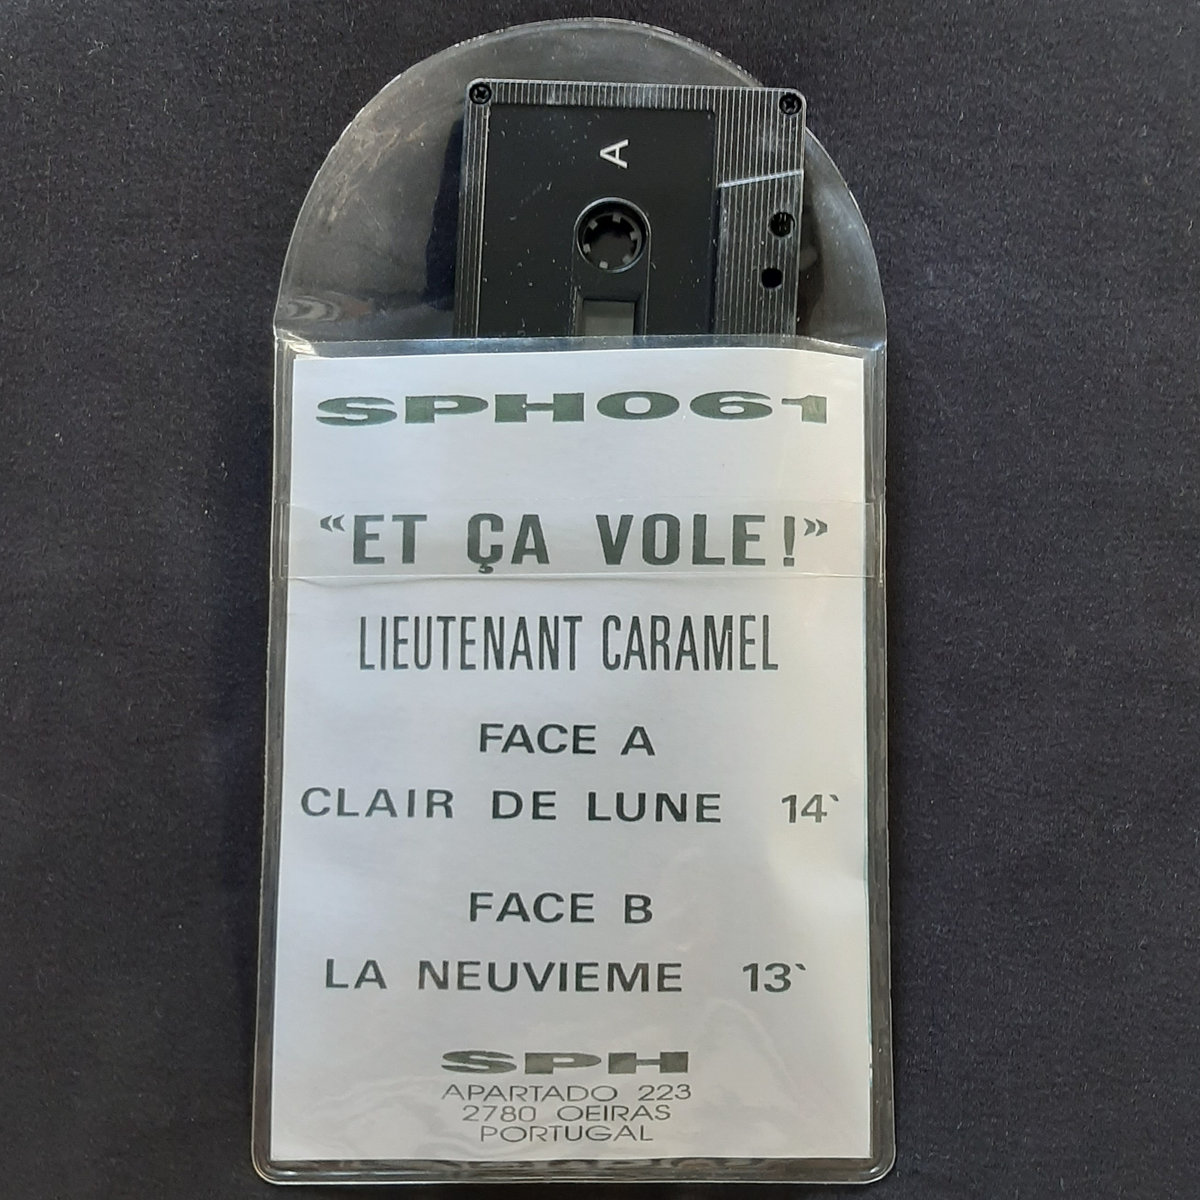 A
SPH061
“ET ÇA VOLE!”
LIEUTENANT CARAMEL
FACE A
CLAIR DE LUNE 14`
FACE B
LA NEUVIEME 13`
SPH
APARTADO 223
2780 OEIRAS
PORTUGAL